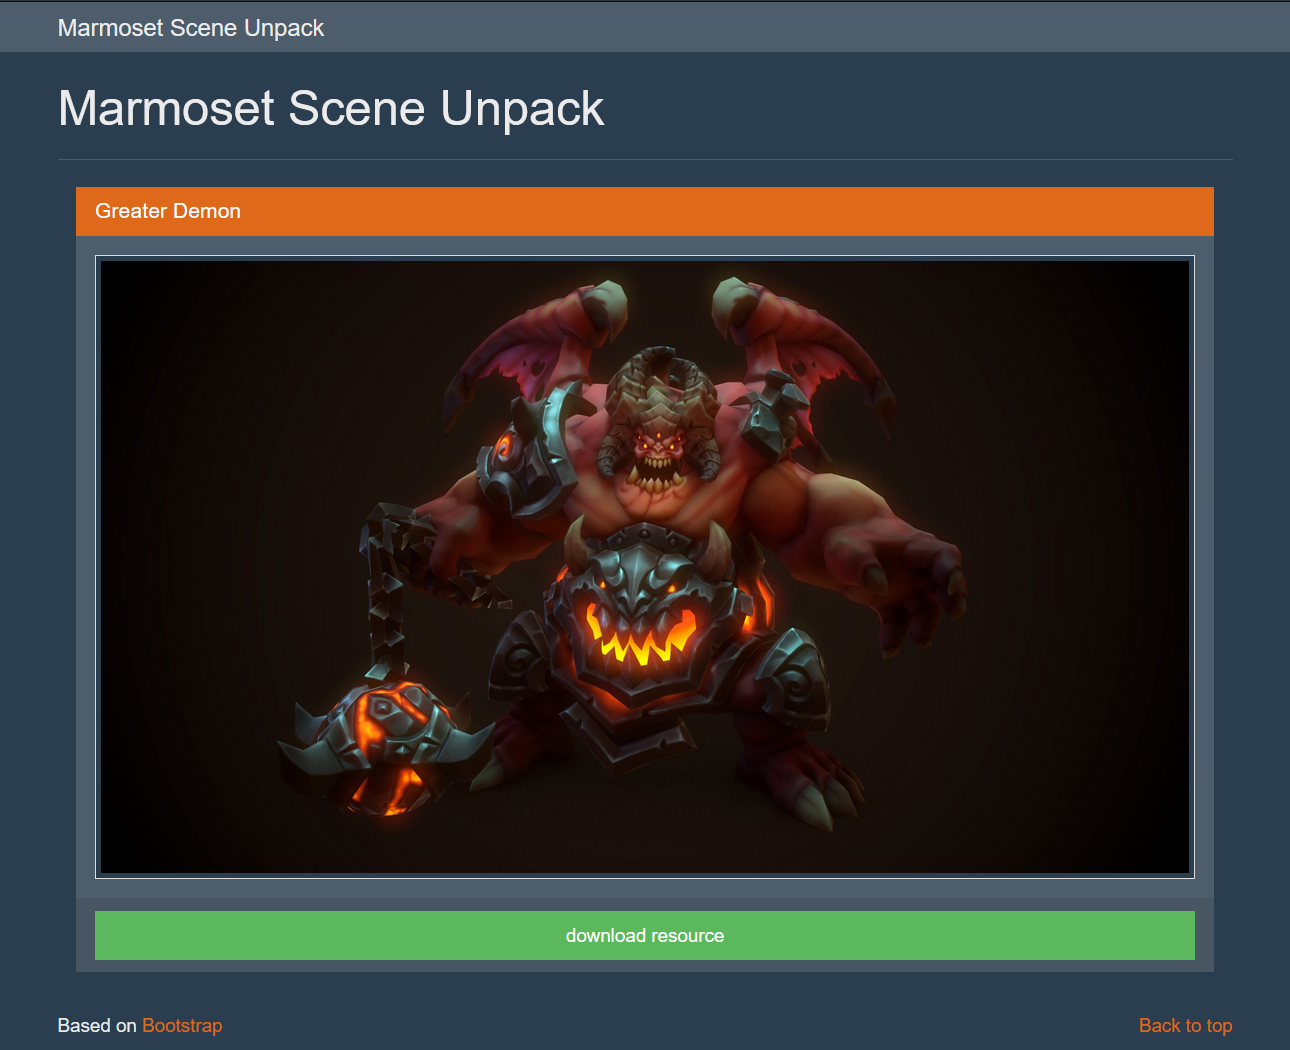 Marmoset Scene Unpack
Marmoset Scene Unpack
Greater Demon
download resource
Based on Bootstrap
Back to top